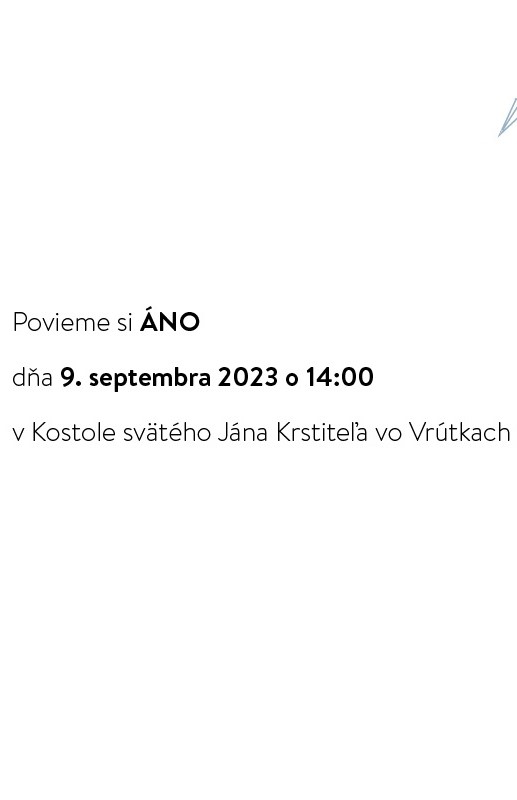 Povieme si ÁNO
dňa 9. septembra 2023 o 14:00
v Kostole svätého Jána Krstiteľa vo Vrútkach